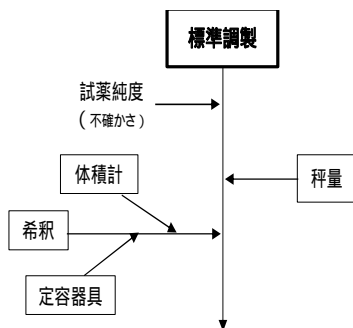 標準調製
試薬純度
(不確かさ)
体積計
秤量
希釈
定容器具